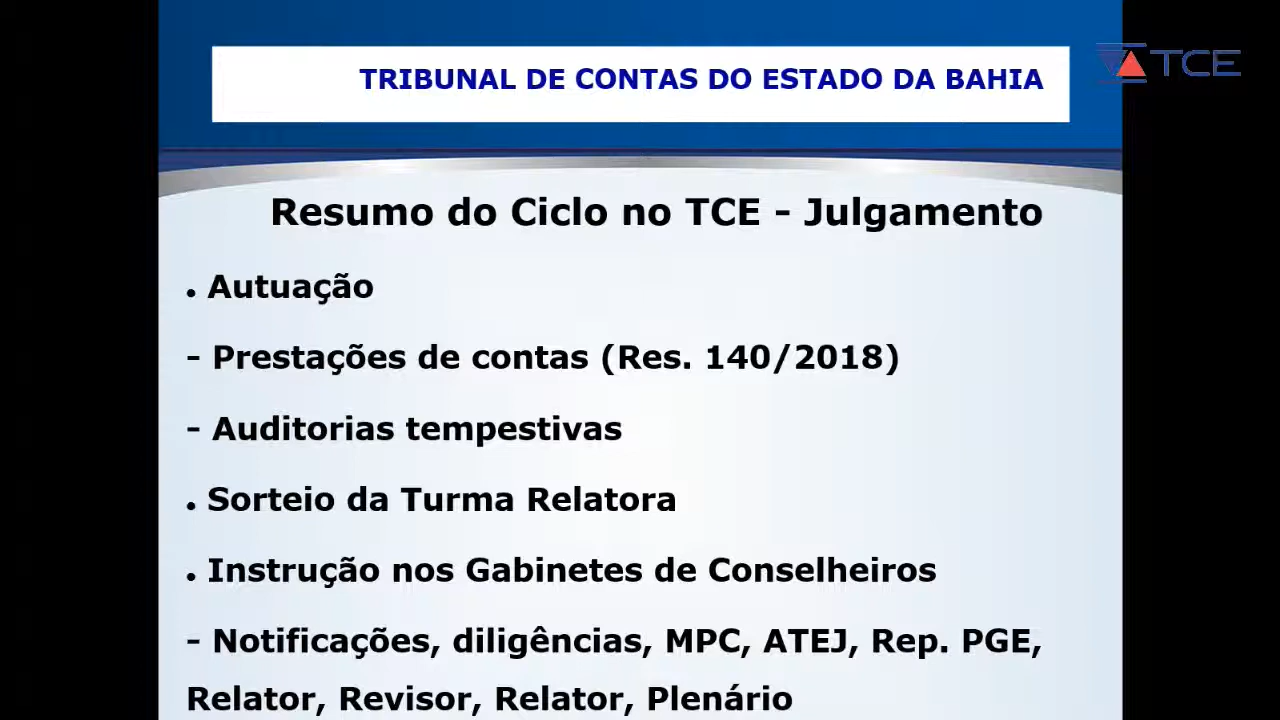 TRIBUNAL DE CONTAS DO ESTADO DA BAHIA
TCE
Resumo do Ciclo no TCE - Julgamento
• Autuação
- Prestações de contas (Res. 140/2018)
- Auditorias tempestivas
• Sorteio da Turma Relatora
• Instrução nos Gabinetes de Conselheiros
- Notificações, diligências, MPC, ATEJ, Rep. PGE,
Relator, Revisor, Relator, Plenário